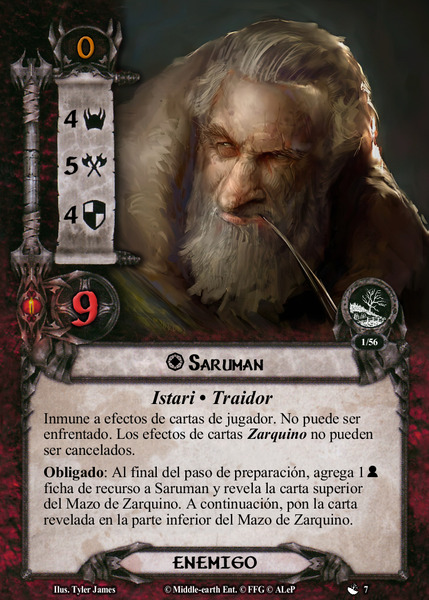 0
4
5
4
9
1/56
Saruman
Istari • Traidor
Inmune a efectos de cartas de jugador. No puede ser
enfrentado. Los efectos de cartas Zarquino no pueden
ser cancelados.
Obligado: Al final del paso de preparación, agrega 1
ficha de recurso a Saruman y revela la carta superior
del Mazo de Zarquino. A continuación, pon la carta
revelada en la parte inferior del Mazo de Zarquino.
ENEMIGO
Ilus. Tyler James © Middle-earth Ent. © FFG © ALeP 7